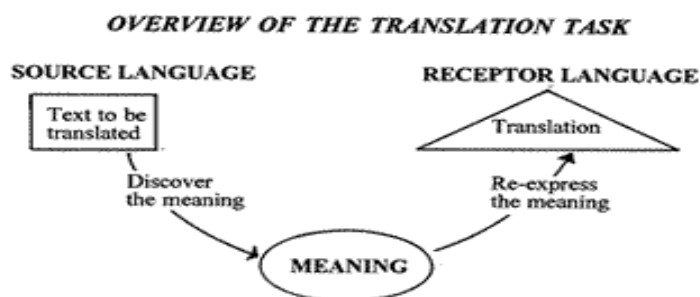 OVERVIEW OF THE TRANSLATION TASK
SOURCE LANGUAGE
RECEPTOR LANGUAGE
Text to be
translated
Translation
Discover
the meaning
Re-express
the meaning
MEANING